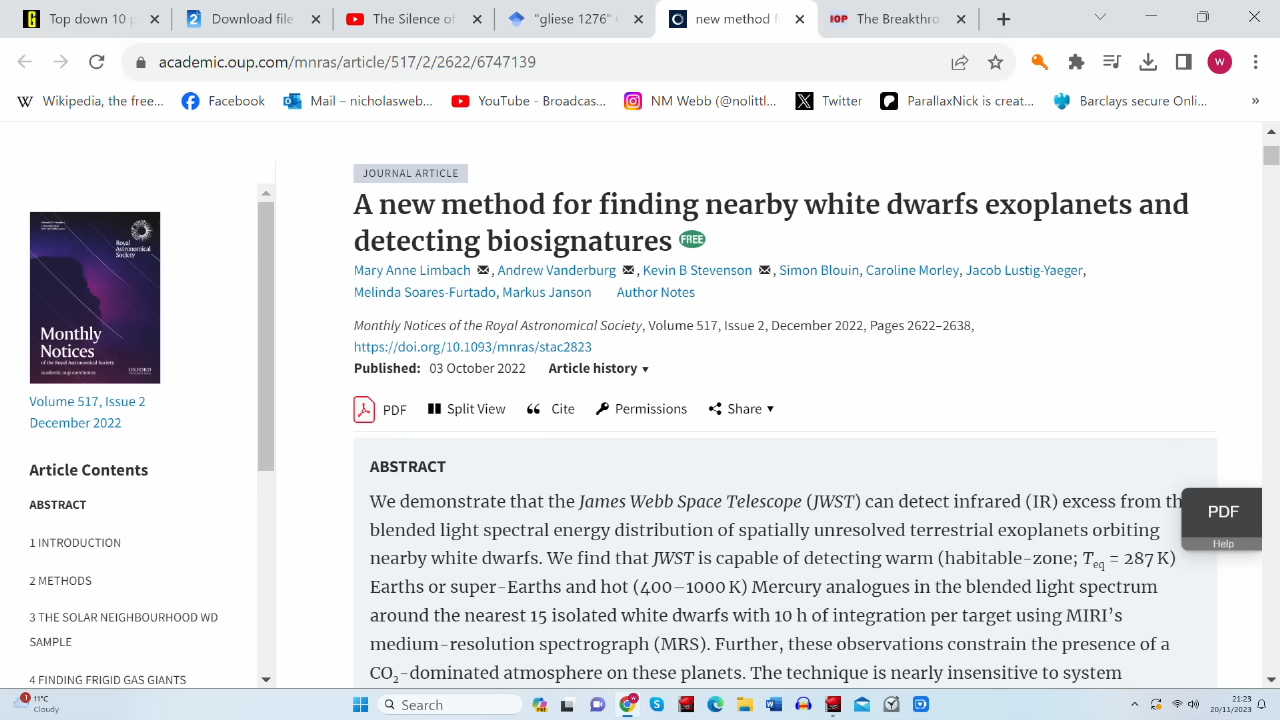 Download 10
2 Download full
"gliese 1276"
new method f
IOP The Breakthro
academic.oup.com/mnras/article/517/2/2622/6747139
W
Wikipedia, the free...
Facebook
Mail – nicholasweb...
YouTube - Broadcas...
NM Webb (@nolittl...
Twitter
ParallaxNick is creat...
Barclays secure Onli...
»
JOURNAL ARTICLE
A new method for finding nearby white dwarfs exoplanets and
detecting biosignatures FREE
Mary Anne Limbach , Andrew Vanderburg , Kevin B Stevenson , Simon Blouin, Caroline Morley, Jacob Lustig-Yaeger,
Melinda Soares-Furtado, Markus Janson Author Notes
Monthly Notices of the Royal Astronomical Society, Volume 517, Issue 2, December 2022, Pages 2622–2638,
https://doi.org/10.1093/mnras/stac2823
Published: 03 October 2022 Article history
PDF Split View Cite Permissions Share
Royal
Astronomical
Society
Monthly
Notices
of the Royal Astronomical Society
OXFORD
Volume 517, Issue 2
December 2022
Article Contents
ABSTRACT
1 INTRODUCTION
2 METHODS
3 THE SOLAR NEIGHBOURHOOD WD
SAMPLE
4 FINDING FRIGID GAS GIANTS
ABSTRACT
We demonstrate that the James Webb Space Telescope (JWST) can detect infrared (IR) excess from th
blended light spectral energy distribution of spatially unresolved terrestrial exoplanets orbiting
nearby white dwarfs. We find that JWST is capable of detecting warm (habitable-zone; Teq = 287 K)
Earths or super-Earths and hot (400–1000 K) Mercury analogues in the blended light spectrum
around the nearest 15 isolated white dwarfs with 10 h of integration per target using MIRI's
medium-resolution spectrograph (MRS). Further, these observations constrain the presence of a
CO2-dominated atmosphere on these planets. The technique is nearly insensitive to system
PDF
Help
1
11°C
Cloudy
Search
21:23
20/11/2023